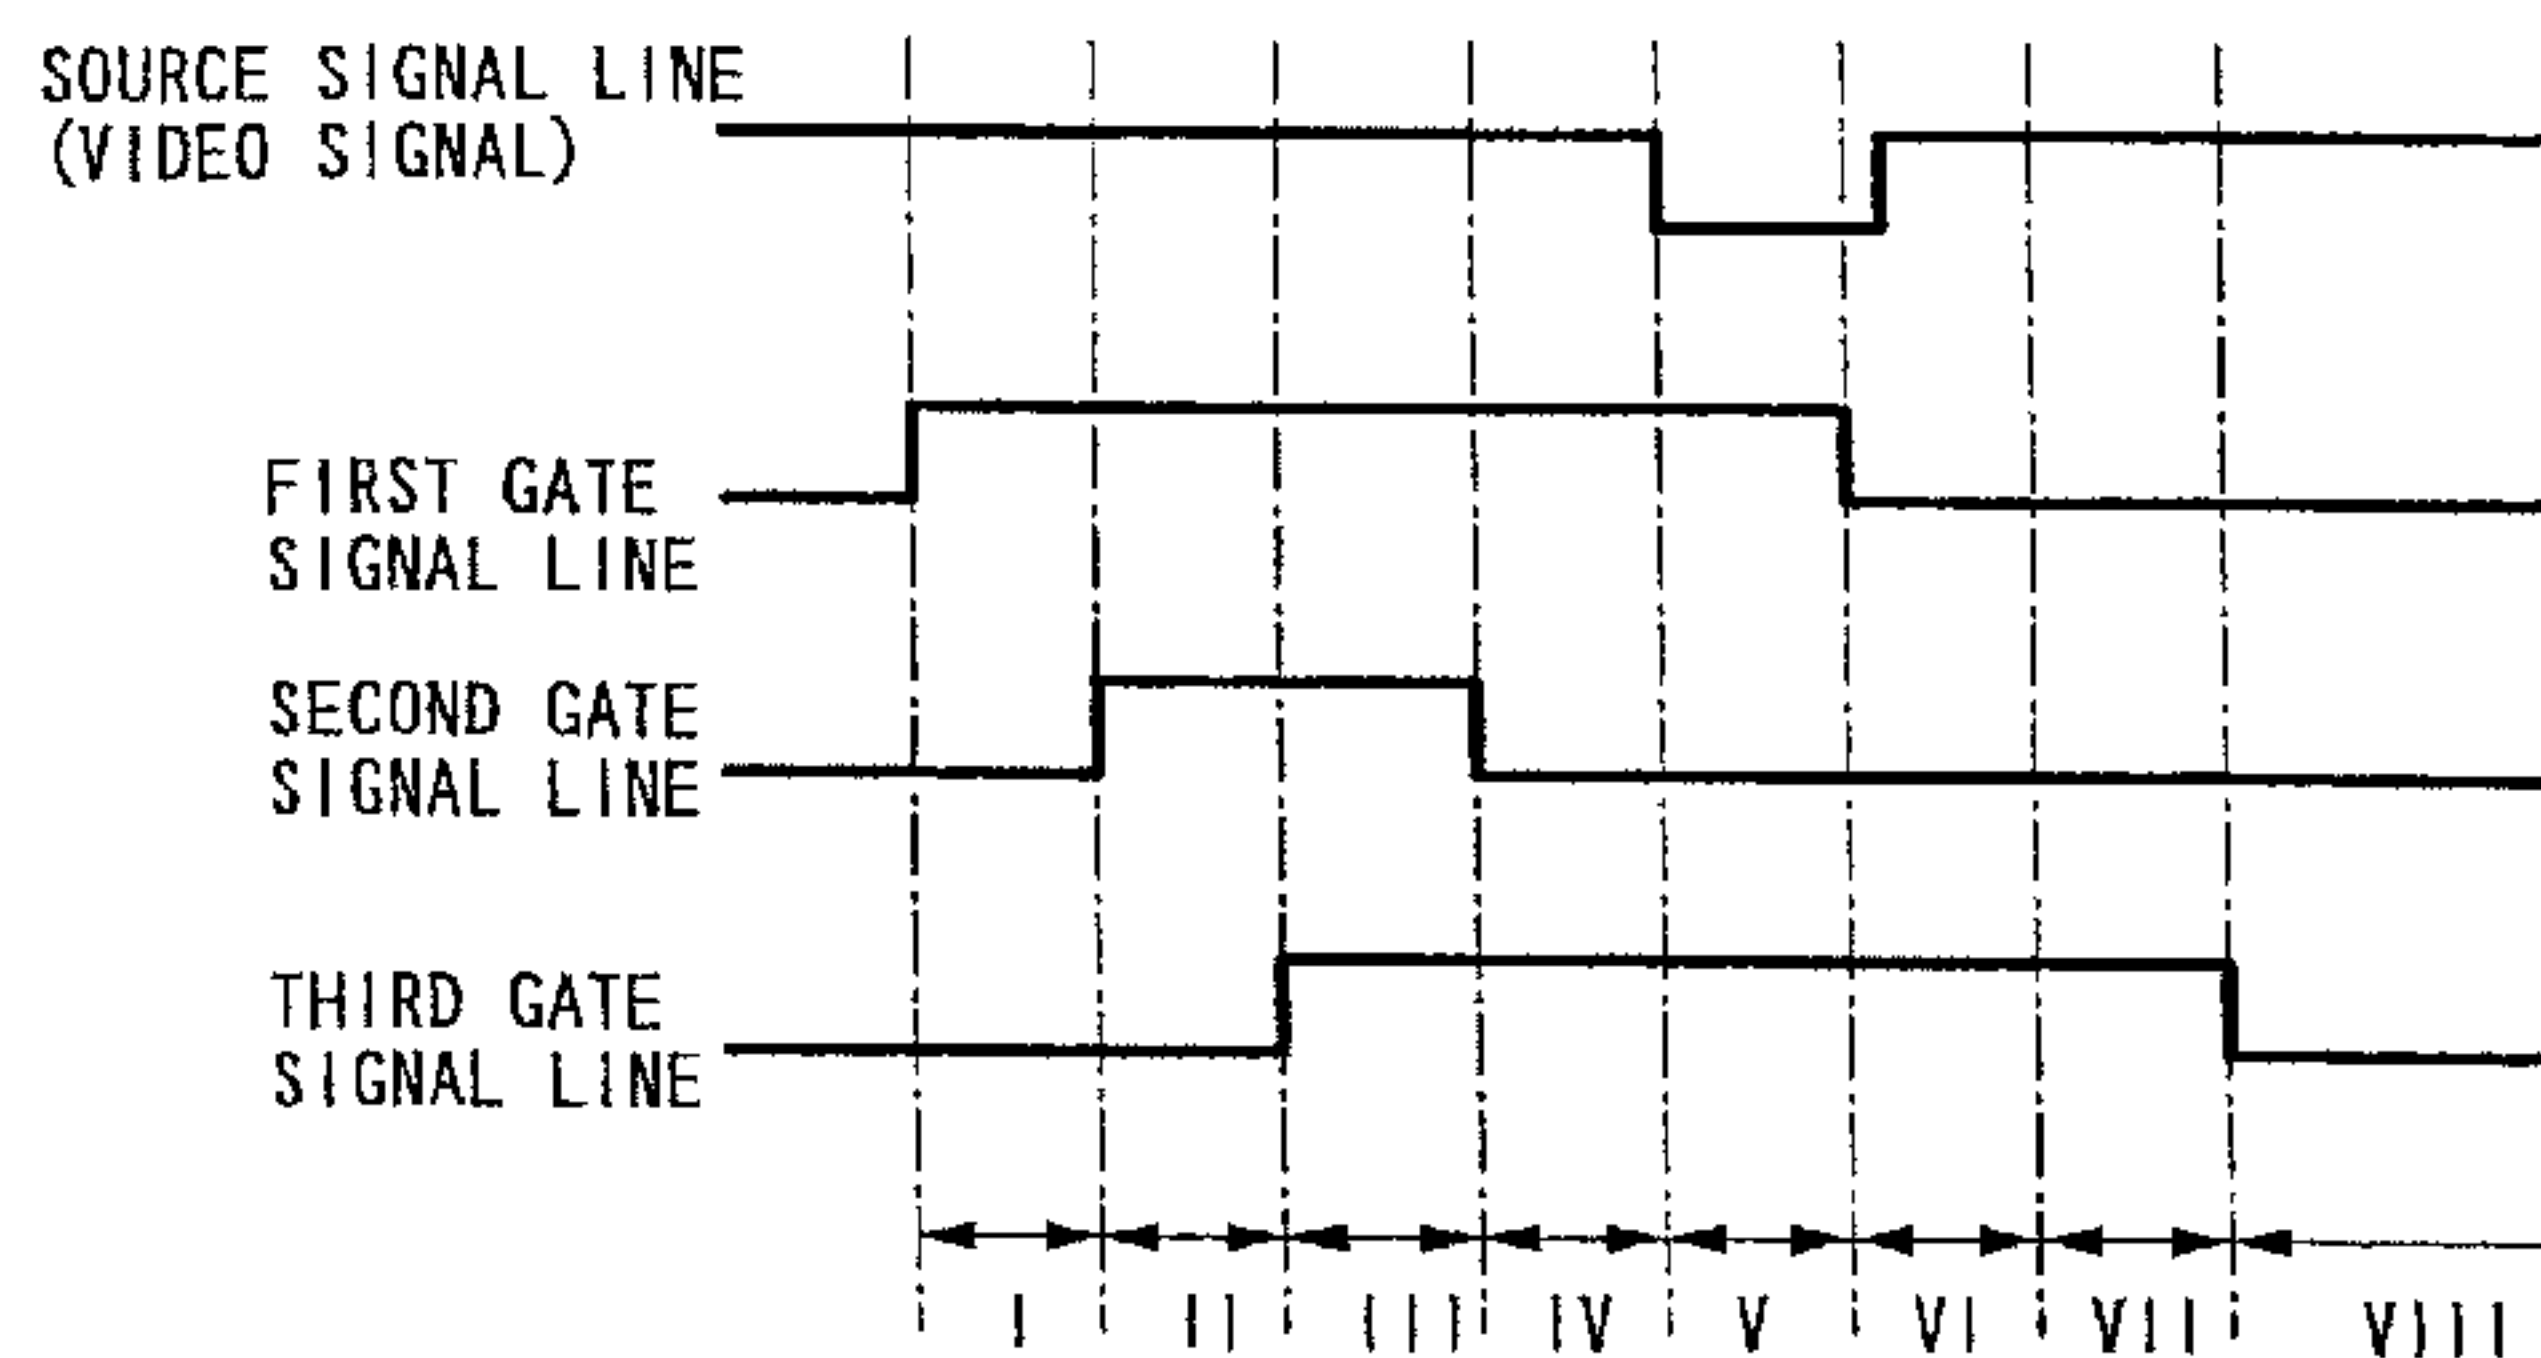 SOURCE SIGNAL LINE
(VIDEO SIGNAL)
FIRST GATE
SIGNAL LINE
SECOND GATE
SIGNAL LINE
THIRD GATE
SIGNAL LINE
I II III IV V VI VII VIII